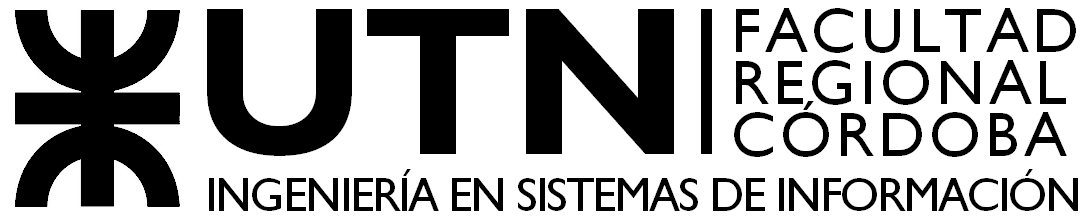 UTN
FACULTAD
REGIONAL
CÓRDOBA
INGENIERÍA EN SISTEMAS DE INFORMACIÓN